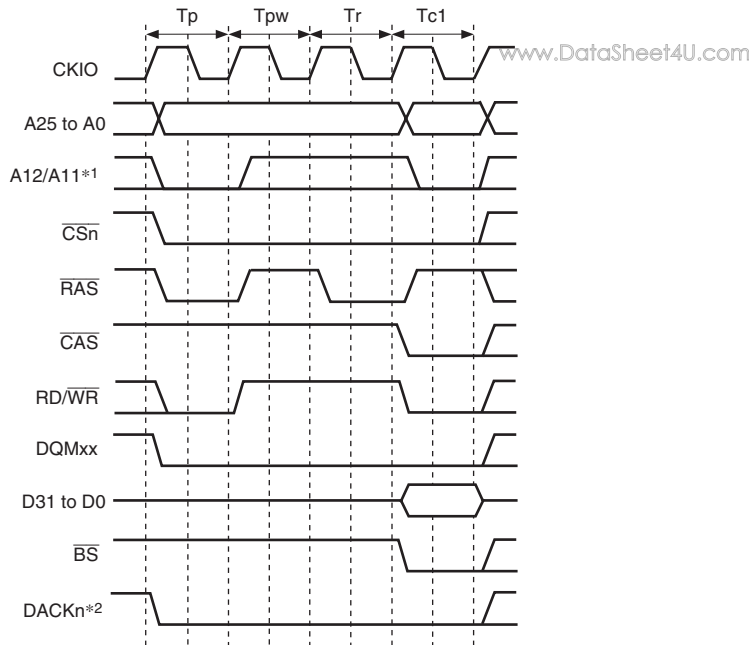 Tp Tpw Tr Tc1
www.DataSheet4U.com
CKIO
A25 to A0
A12/A11*1
CSn
RAS
CAS
RD/WR
DQMxx
D31 to D0
BS
DACKn*2